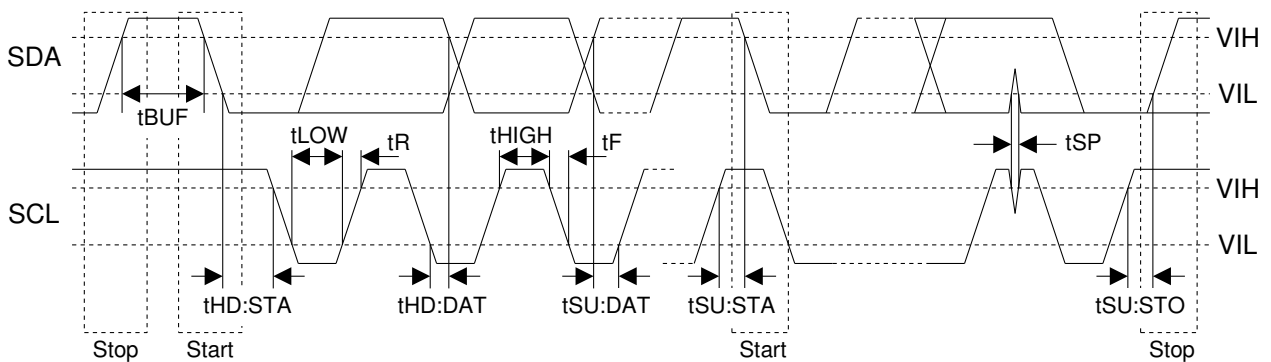 SDA
VIH
VIL
tBUF
tLOW
tR
tHIGH
tF
tSP
SCL
VIH
VIL
tHD:STA
tHD:DAT
tSU:DAT
tSU:STA
tSU:STO
Stop
Start
Start
Stop